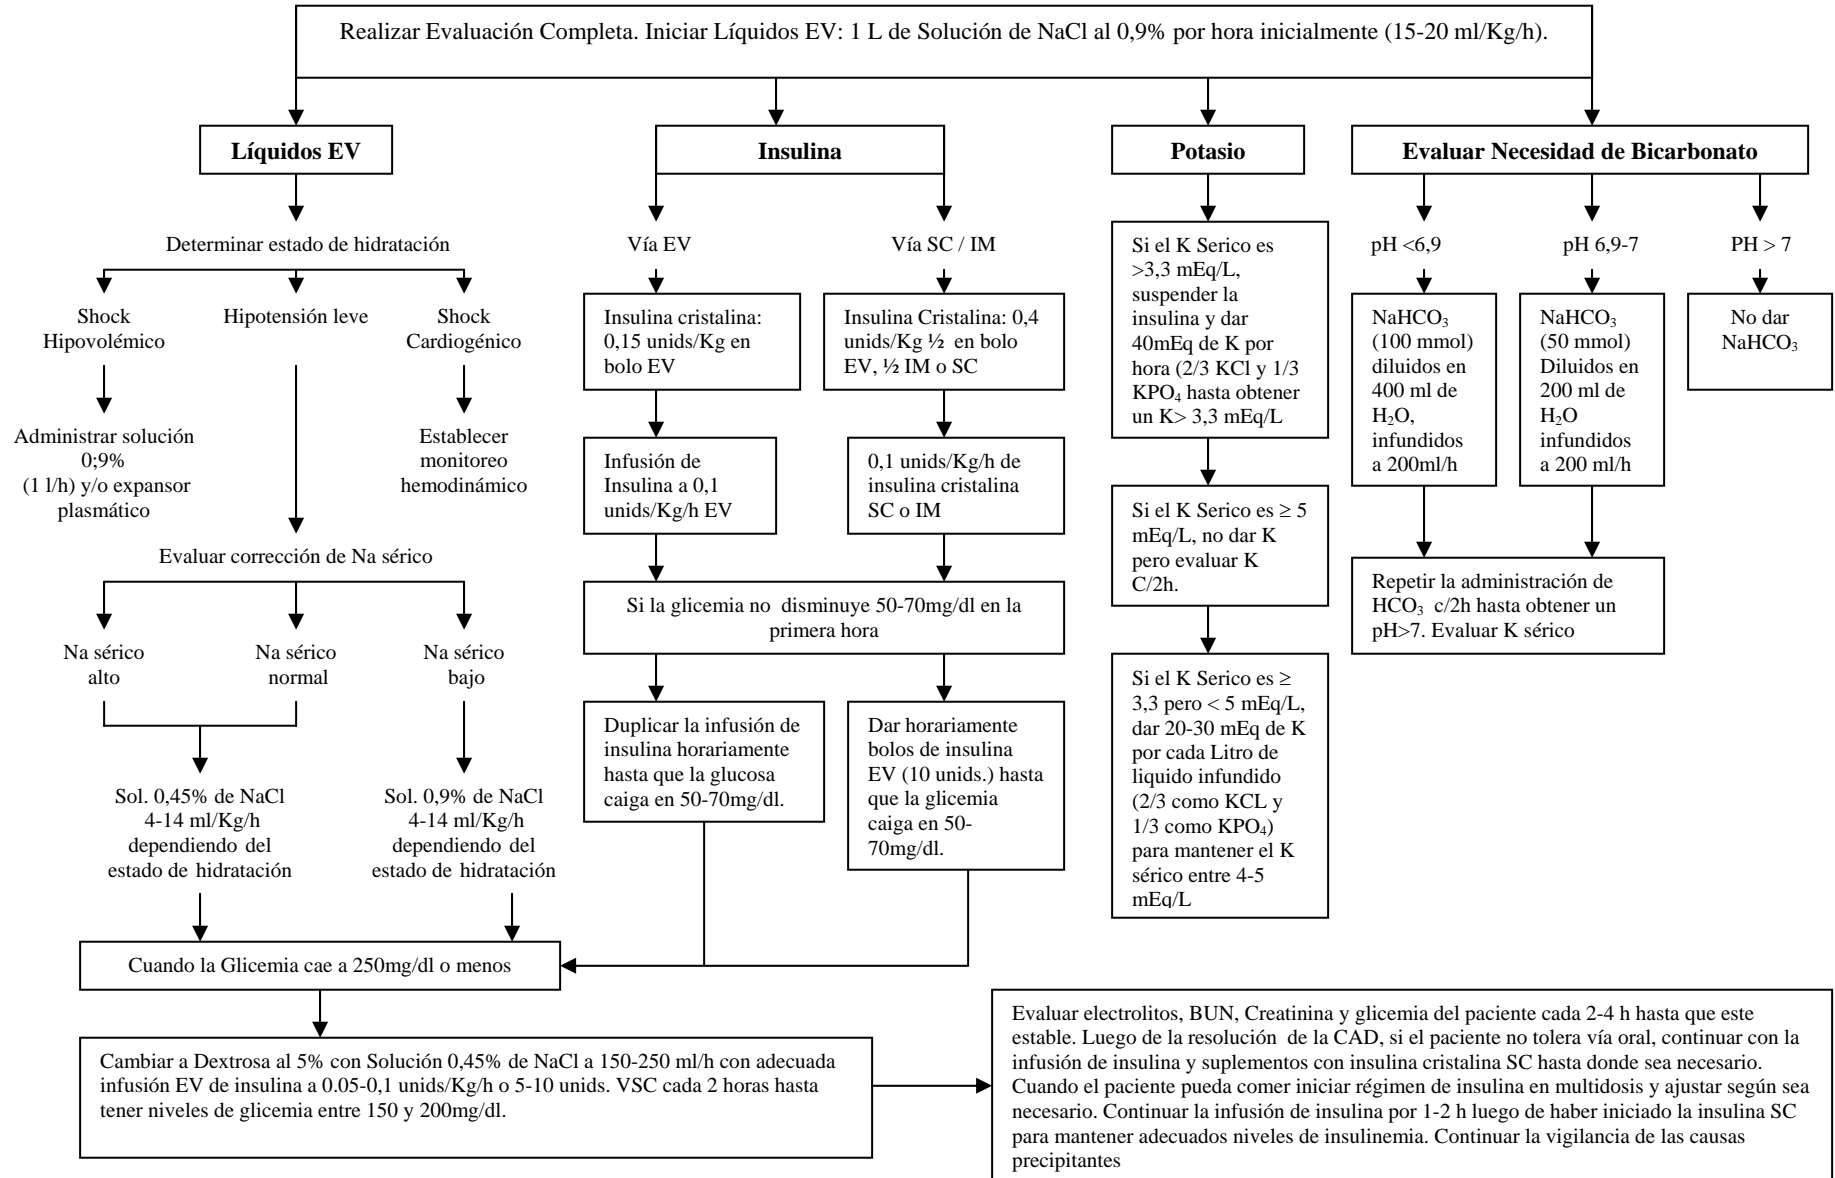 Realizar Evaluación Completa. Iniciar Líquidos EV: 1 L de Solución de NaCl al 0,9% por hora inicialmente (15-20 ml/Kg/h).
Líquidos EV
Determinar estado de hidratación
Shock
Hipovolémico
Hipotensión leve
Shock
Cardiogénico
Administrar solución
0;9%
(1 l/h) y/o expansor
plasmático
Establecer
monitoreo
hemodinámico
Evaluar corrección de Na sérico
Na sérico
alto
Na sérico
normal
Na sérico
bajo
Sol. 0,45% de NaCl
4-14 ml/Kg/h
dependiendo del
estado de hidratación
Sol. 0,9% de NaCl
4-14 ml/Kg/h
dependiendo del
estado de hidratación
Insulina
Vía EV
Insulina cristalina:
0,15 unids/Kg en
bolo EV
Infusión de
Insulina a 0,1
unids/Kg/h EV
Vía SC / IM
Insulina Cristalina: 0,4
unids/Kg ½ en bolo
EV, ½ IM o SC
0,1 unids/Kg/h de
insulina cristalina
SC o IM
Si la glicemia no disminuye 50-70mg/dl en la
primera hora
Duplicar la infusión de
insulina horariamente
hasta que la glucosa
caiga en 50-70mg/dl.
Dar horariamente
bolos de insulina
EV (10 unids.) hasta
que la glicemia
caiga en 50-
70mg/dl.
Potasio
Si el K Serico es
>3,3 mEq/L,
suspender la
insulina y dar
40mEq de K por
hora (2/3 KCl y 1/3
KPO₄ hasta obtener
un K> 3,3 mEq/L
Si el K Serico es ≥ 5
mEq/L, no dar K
pero evaluar K
C/2h.
Si el K Serico es ≥
3,3 pero < 5 mEq/L,
dar 20-30 mEq de K
por cada Litro de
liquido infundido
(2/3 como KCL y
1/3 como KPO₄)
para mantener el K
sérico entre 4-5
mEq/L
Evaluar Necesidad de Bicarbonato
pH <6,9
NaHCO₃
(100 mmol)
diluidos en
400 ml de
H₂O,
infundidos
a 200ml/h
pH 6,9-7
NaHCO₃
(50 mmol)
Diluidos en
200 ml de
H₂O
infundidos
a 200 ml/h
PH > 7
No dar
NaHCO₃
Repetir la administración de
HCO₃ c/2h hasta obtener un
pH>7. Evaluar K sérico
Cuando la Glicemia cae a 250mg/dl o menos
Cambiar a Dextrosa al 5% con Solución 0,45% de NaCl a 150-250 ml/h con adecuada
infusión EV de insulina a 0.05-0,1 unids/Kg/h o 5-10 unids. VSC cada 2 horas hasta
tener niveles de glicemia entre 150 y 200mg/dl.
Evaluar electrolitos, BUN, Creatinina y glicemia del paciente cada 2-4 h hasta que este
estable. Luego de la resolución de la CAD, si el paciente no tolera vía oral, continuar con la
infusión de insulina y suplementos con insulina cristalina SC hasta donde sea necesario.
Cuando el paciente pueda comer iniciar régimen de insulina en multidosis y ajustar según sea
necesario. Continuar la infusión de insulina por 1-2 h luego de haber iniciado la insulina SC
para mantener adecuados niveles de insulinemia. Continuar la vigilancia de las causas
precipitantes